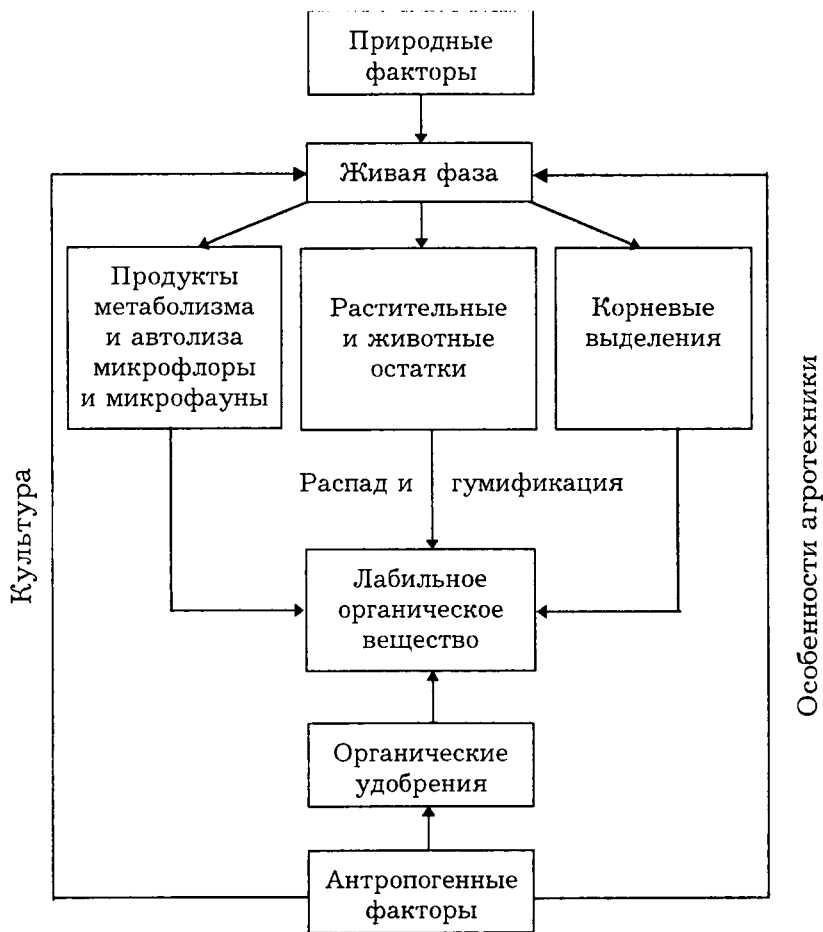 Природные
факторы
Живая фаза
Продукты
метаболизма
и автолиза
микрофлоры
и микрофауны
Растительные
и животные
остатки
Корневые
выделения
Распад и гумификация
Культура
Особенности агротехники
Лабильное
органическое
вещество
Органические
удобрения
Антропогенные
факторы